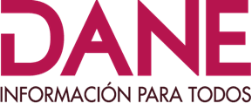 DANE
INFORMACIÓN PARA TODOS